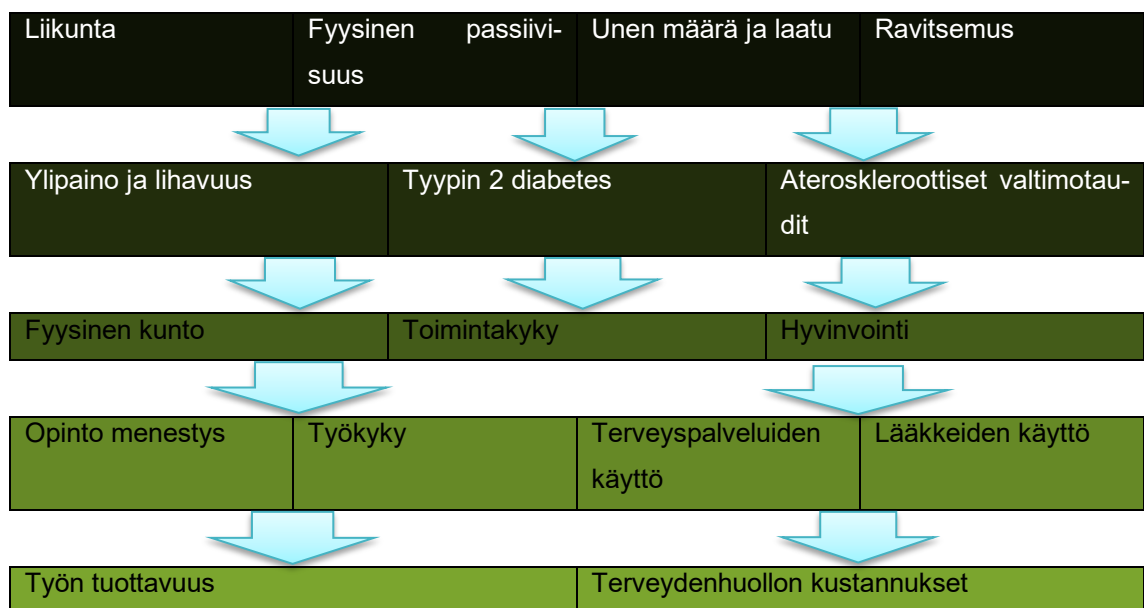 Liikunta
Fyysinen passiivi-
suus
Unen määrä ja laatu
Ravitsemus
Ylipaino ja lihavuus
Tyypin 2 diabetes
Ateroskleroottiset valtimotau-
dit
Fyysinen kunto
Toimintakyky
Hyvinvointi
Opinto menestys
Työkyky
Terveyspalveluiden
käyttö
Lääkkeiden käyttö
Työn tuottavuus
Terveydenhuollon kustannukset